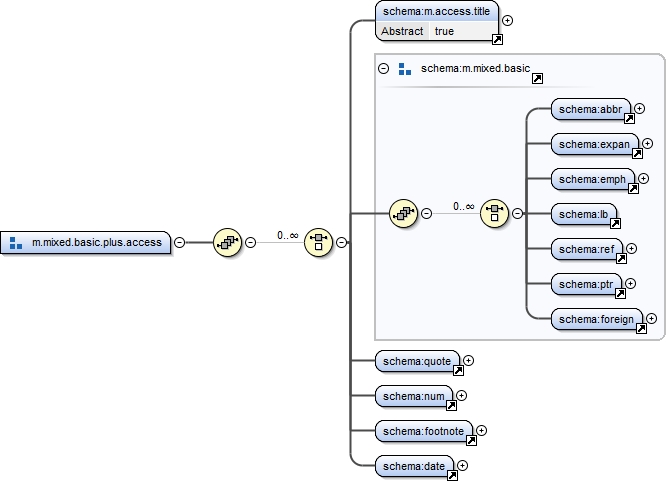 schema:m.access.title
Abstract true
schema:m.mixed.basic
schema:abbr
schema:expan
schema:emph
0..∞
schema:lb
m.mixed.basic.plus.access
0..∞
schema:ref
schema:ptr
schema:foreign
schema:quote
schema:num
schema:footnote
schema:date